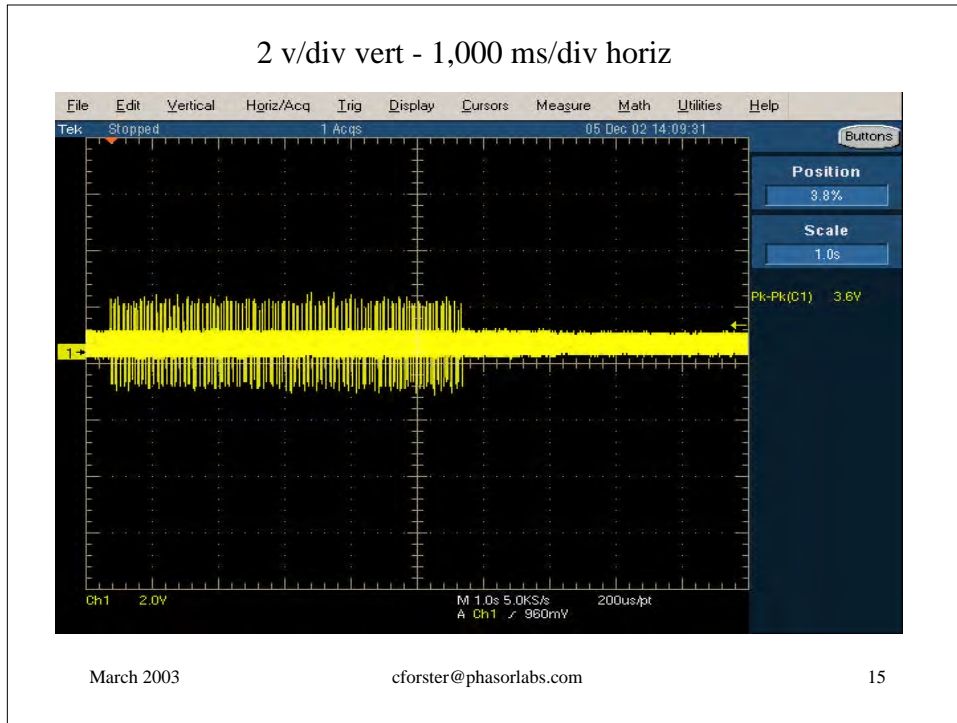 2 v/div vert - 1,000 ms/div horiz
File Edit Vertical Horiz/Acq Trig Display Cursors Measure Math Utilities Help
Tek Stopped 1 Acqs 05 Dec 02 14:09:31
Buttons
Position
3.8%
Scale
1.0s
Pk-Pk(C1) 3.6V
1
Ch1 2.0V M 1.0s 5.0KS/s 200us/pt
A Ch1 960mV
March 2003 cforster@phasorlabs.com 15